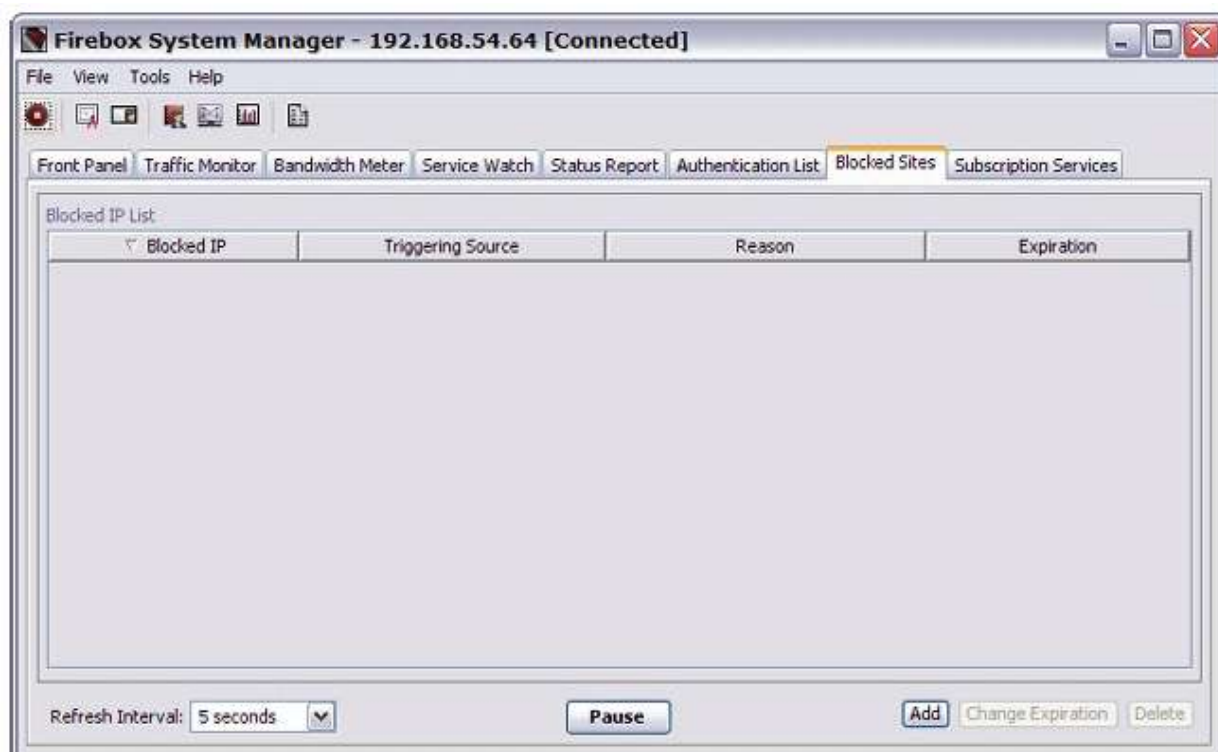 Firebox System Manager - 192.168.54.64 [Connected]
File View Tools Help
Front Panel Traffic Monitor Bandwidth Meter Service Watch Status Report Authentication List Blocked Sites Subscription Services
Blocked IP List
Blocked IP Triggering Source Reason Expiration
Refresh Interval: 5 seconds Pause Add Change Expiration Delete